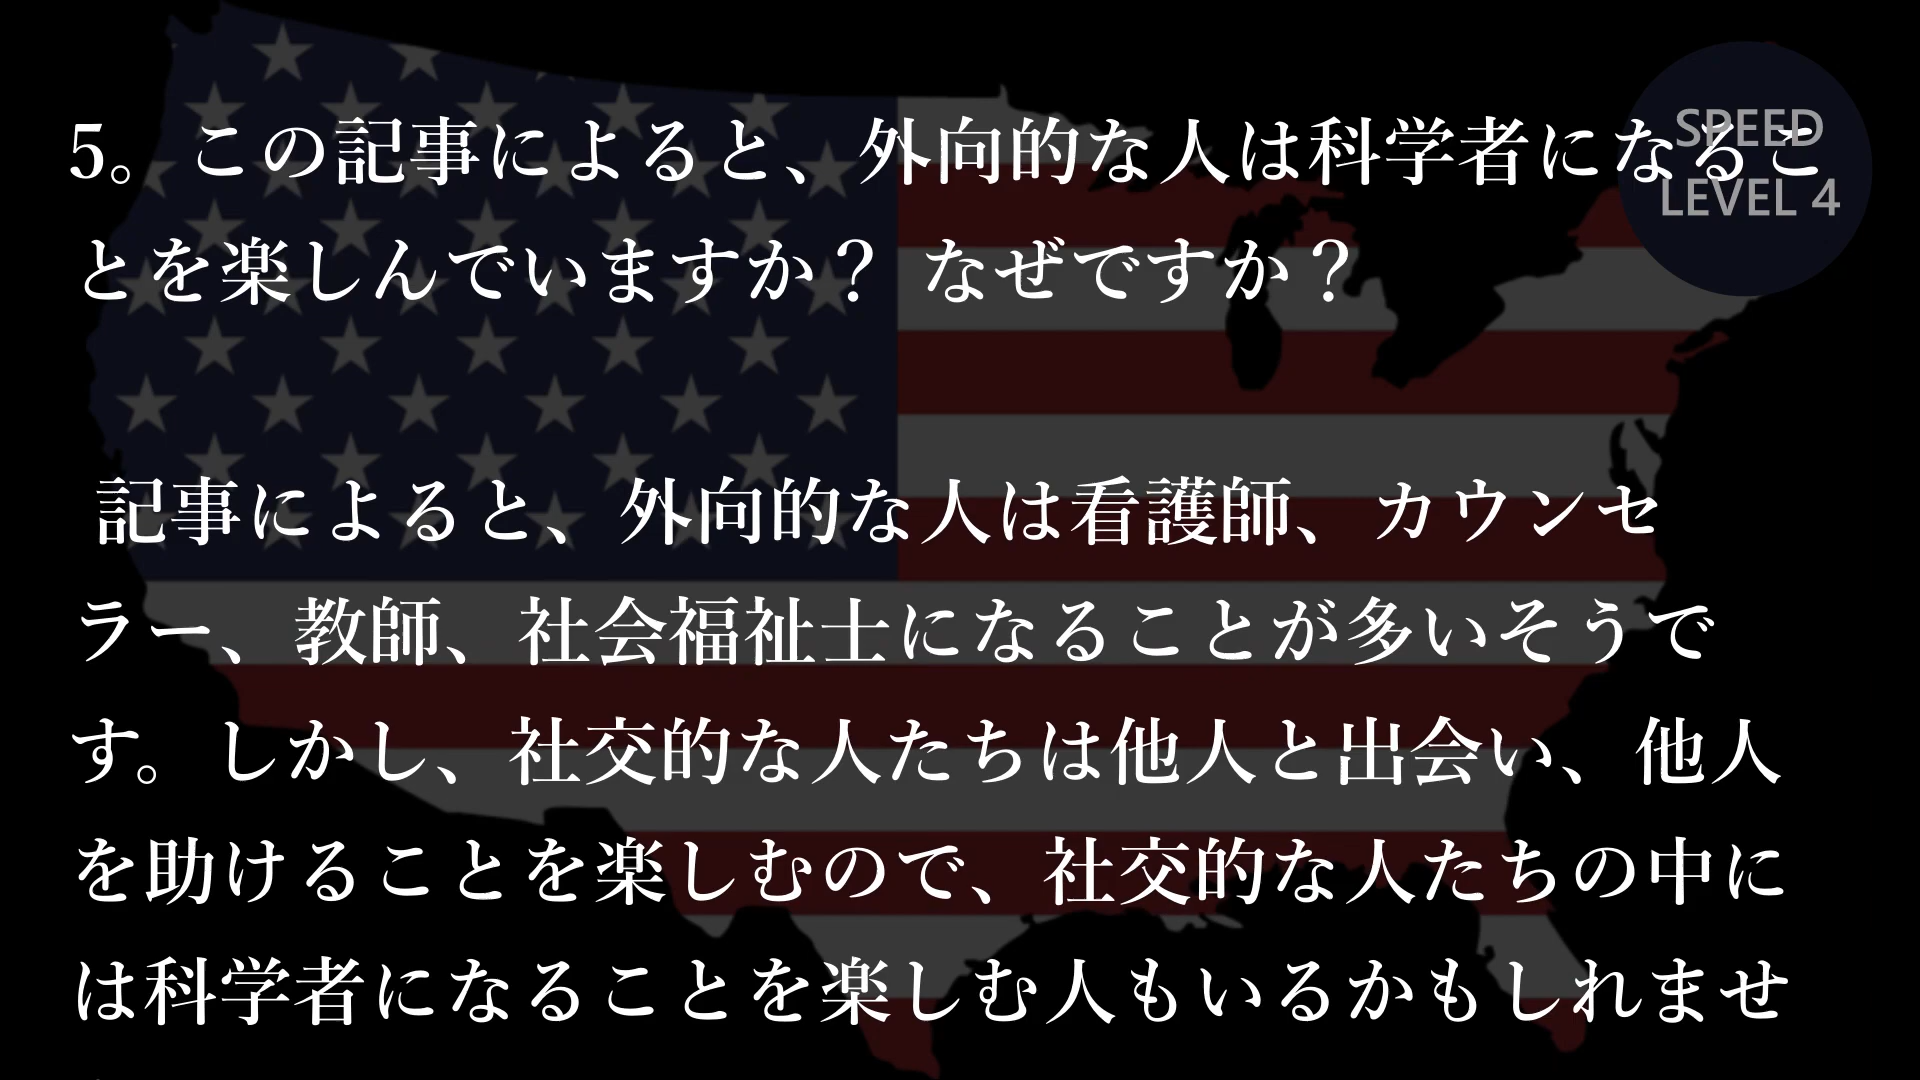 5。 この記事によると、外向的な人は科学者になるこ
とを楽しんでいますか？ なぜですか？
記事によると、外向的な人は看護師、カウンセ
ラー、教師、社会福祉士になることが多いそうで
す。しかし、社交的な人たちは他人と出会い、他人
を助けることを楽しむので、社交的な人たちの中に
は科学者になることを楽しむ人もいるかもしれませ
SPEED
LEVEL 4